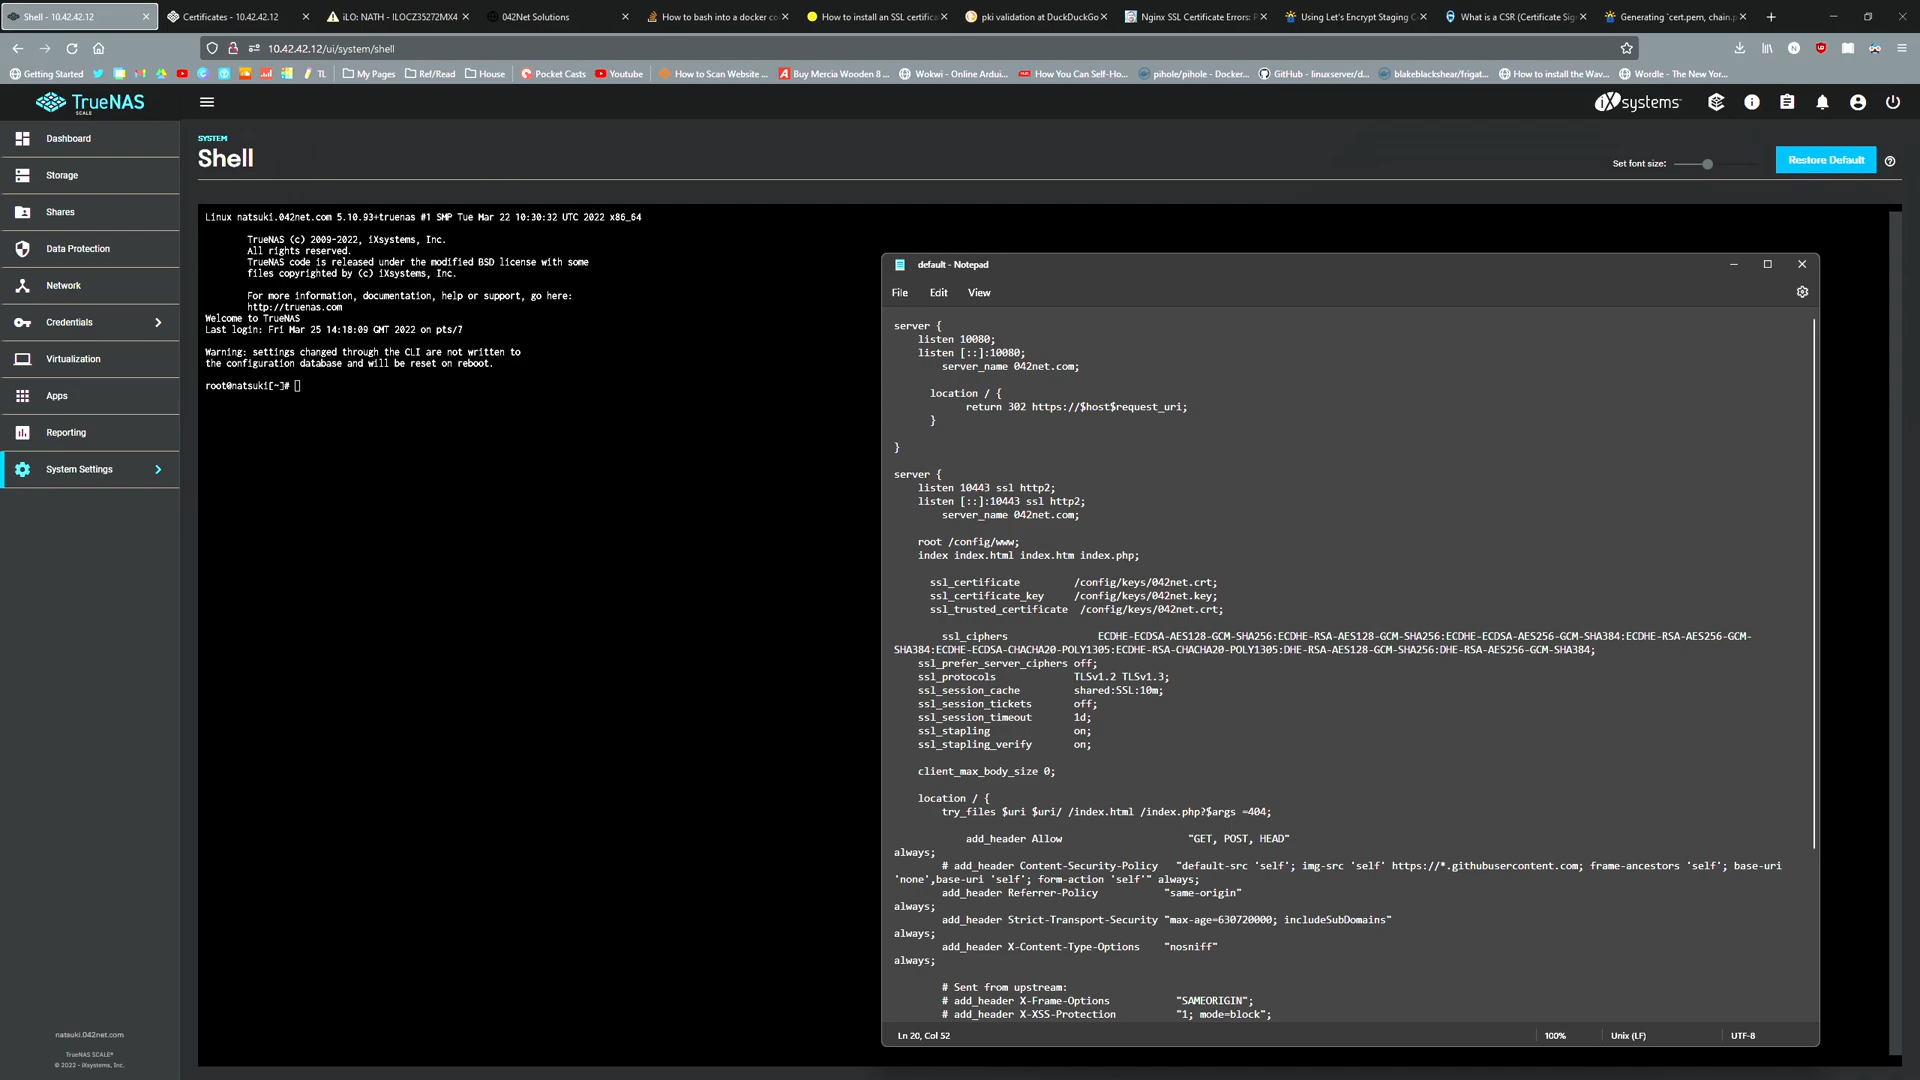 Shell - 10.42.42.12
Certificates - 10.42.42.12
iLO: NATH - ILOCZ35272MX4
042Net Solutions
How to bash into a docker co
How to install an SSL certificat
pki validation at DuckDuckGo
Nginx SSL Certificate Errors: P
Using Let's Encrypt Staging C
What is a CSR (Certificate Sig
Generating `cert.pem, chain.p
10.42.42.12/ui/system/shell
Getting Started
TL
My Pages
Ref/Read
House
Pocket Casts
Youtube
How to Scan Website ...
Buy Mercia Wooden 8 ...
Wokwi - Online Ardui...
How You Can Self-Ho...
pihole/pihole - Docker...
GitHub - linuxserver/d...
blakeblackshear/frigat...
How to install the Wav...
Wordle - The New Yor...
TrueNAS
SCALE
iXsystems
Dashboard
Storage
Shares
Data Protection
Network
Credentials
Virtualization
Apps
Reporting
System Settings
natsuki.042net.com
TrueNAS SCALE®
© 2022 - iXsystems, Inc.
SYSTEM
Shell
Set font size:
Restore Default
Linux natsuki.042net.com 5.10.93+truenas #1 SMP Tue Mar 22 10:30:32 UTC 2022 x86_64
TrueNAS (c) 2009-2022, iXsystems, Inc.
All rights reserved.
TrueNAS code is released under the modified BSD license with some
files copyrighted by (c) iXsystems, Inc.
For more information, documentation, help or support, go here:
http://truenas.com
Welcome to TrueNAS
Last login: Fri Mar 25 14:18:09 GMT 2022 on pts/7
Warning: settings changed through the CLI are not written to
the configuration database and will be reset on reboot.
root@natsuki[~]#
default - Notepad
File
Edit
View
server {
listen 10080;
listen [::]:10080;
server_name 042net.com;
location / {
return 302 https://$host$request_uri;
}
}
server {
listen 10443 ssl http2;
listen [::]:10443 ssl http2;
server_name 042net.com;
root /config/www;
index index.html index.htm index.php;
ssl_certificate /config/keys/042net.crt;
ssl_certificate_key /config/keys/042net.key;
ssl_trusted_certificate /config/keys/042net.crt;
ssl_ciphers ECDHE-ECDSA-AES128-GCM-SHA256:ECDHE-RSA-AES128-GCM-SHA256:ECDHE-ECDSA-AES256-GCM-SHA384:ECDHE-RSA-AES256-GCM-
SHA384:ECDHE-ECDSA-CHACHA20-POLY1305:ECDHE-RSA-CHACHA20-POLY1305:DHE-RSA-AES128-GCM-SHA256:DHE-RSA-AES256-GCM-SHA384;
ssl_prefer_server_ciphers off;
ssl_protocols TLSv1.2 TLSv1.3;
ssl_session_cache shared:SSL:10m;
ssl_session_tickets off;
ssl_session_timeout 1d;
ssl_stapling on;
ssl_stapling_verify on;
client_max_body_size 0;
location / {
try_files $uri $uri/ /index.html /index.php?$args =404;
add_header Allow "GET, POST, HEAD"
always;
# add_header Content-Security-Policy "default-src 'self'; img-src 'self' https://*.githubusercontent.com; frame-ancestors 'self'; base-uri
'none',base-uri 'self'; form-action 'self'" always;
add_header Referrer-Policy "same-origin"
always;
add_header Strict-Transport-Security "max-age=630720000; includeSubDomains"
always;
add_header X-Content-Type-Options "nosniff"
always;
# Sent from upstream:
# add_header X-Frame-Options "SAMEORIGIN";
# add_header X-XSS-Protection "1; mode=block";
Ln 20, Col 52
100%
Unix (LF)
UTF-8